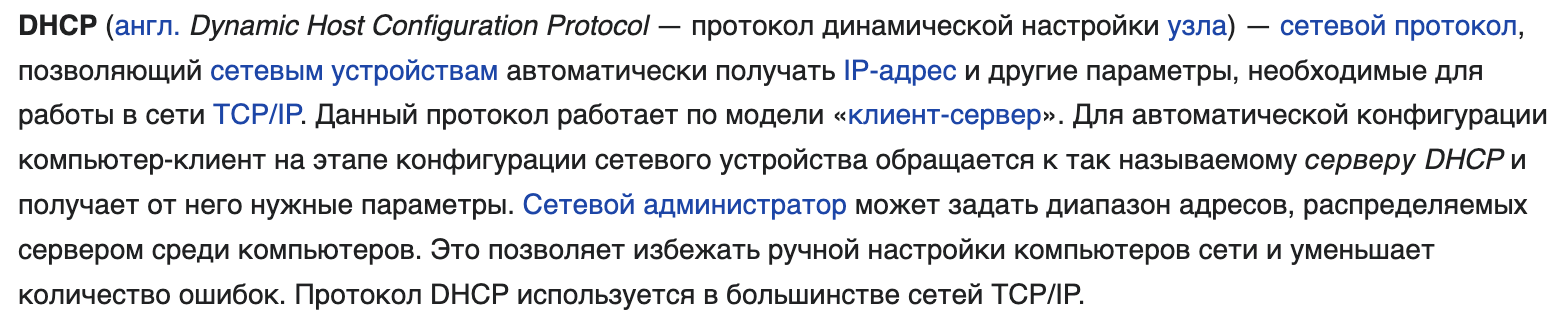 DHCP (англ. Dynamic Host Configuration Protocol — протокол динамической настройки узла) — сетевой протокол,
позволяющий сетевым устройствам автоматически получать IP-адрес и другие параметры, необходимые для
работы в сети TCP/IP. Данный протокол работает по модели «клиент-сервер». Для автоматической конфигурации
компьютер-клиент на этапе конфигурации сетевого устройства обращается к так называемому серверу DHCP и
получает от него нужные параметры. Сетевой администратор может задать диапазон адресов, распределяемых
сервером среди компьютеров. Это позволяет избежать ручной настройки компьютеров сети и уменьшает
количество ошибок. Протокол DHCP используется в большинстве сетей TCP/IP.